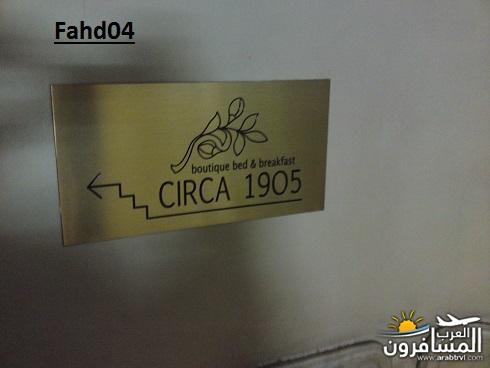 Fahd04
boutique bed & breakfast
CIRCA 1905
العرب
المسافرون
www.arabtrvl.com